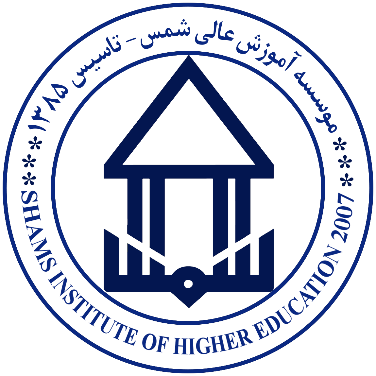 موسسه آموزش عالی شمس - تاسیس ۱۳۸۵
SHAMS INSTITUTE OF HIGHER EDUCATION 2007